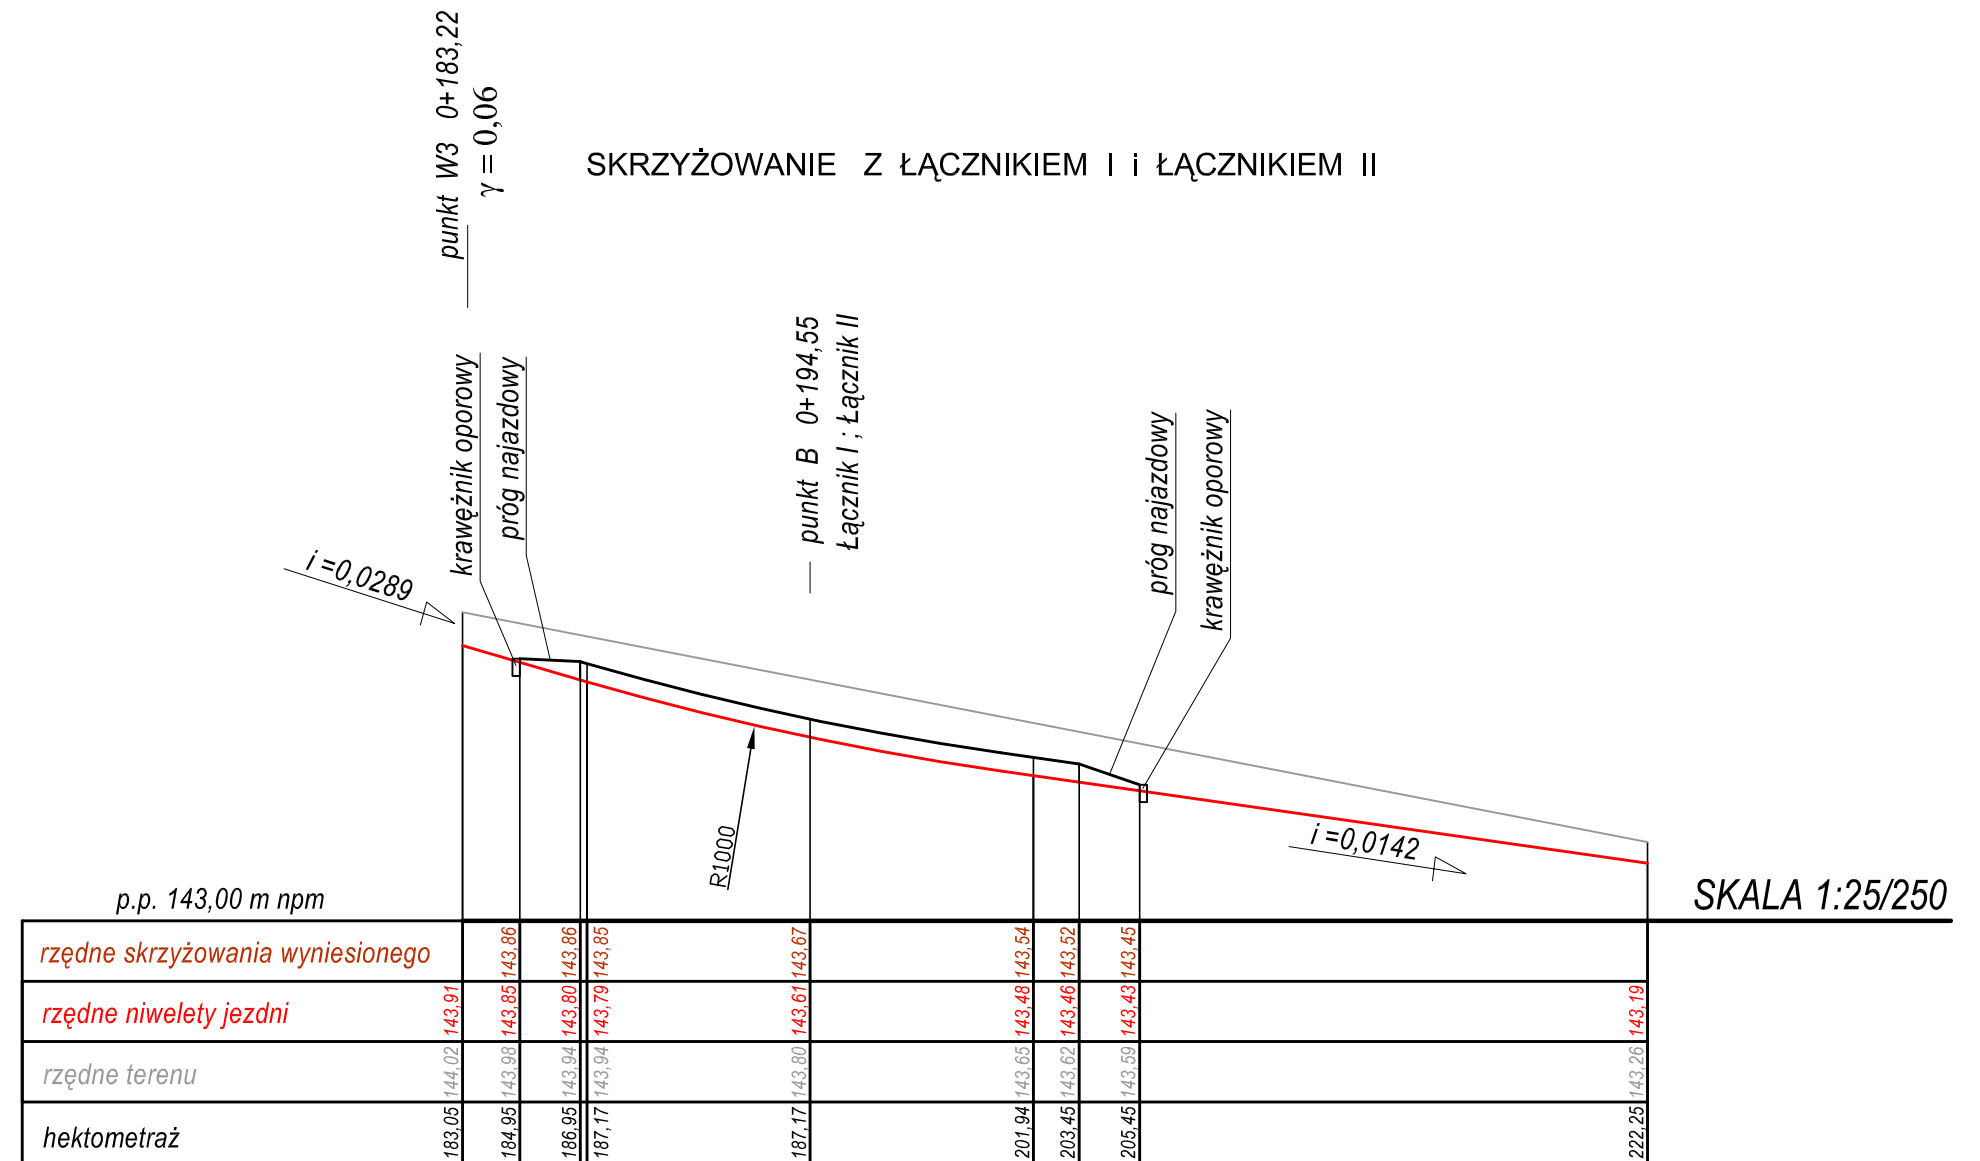 punkt W3 0+183,22
γ = 0,06
SKRZYŻOWANIE Z ŁĄCZNIKIEM I i ŁĄCZNIKIEM II
krawężnik oporowy
próg najazdowy
punkt B 0+194,55
Łącznik I ; Łącznik II
próg najazdowy
krawężnik oporowy
i =0,0289
R1000
i =0,0142
p.p. 143,00 m npm
SKALA 1:25/250
rzędne skrzyżowania wyniesionego 143,86 143,86 143,85 143,67 143,54 143,52 143,45
rzędne niwelety jezdni 143,91 143,85 143,80 143,79 143,61 143,48 143,46 143,43 143,19
rzędne terenu 144,02 143,98 143,94 143,94 143,80 143,65 143,62 143,59 143,26
hektometraż 183,05 184,95 186,95 187,17 187,17 201,94 203,45 205,45 222,25